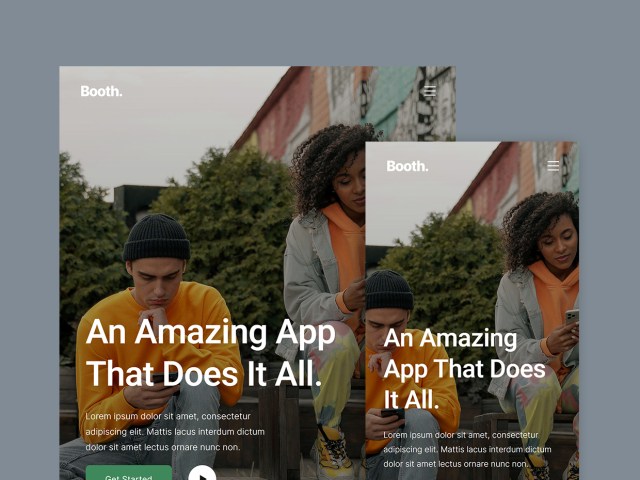 Booth.
An Amazing App
That Does It All.
Lorem ipsum dolor sit amet, consectetur
adipiscing elit. Mattis lacus interdum dictum
sit amet lectus ornare nunc non.
Get Started
Booth.
An Amazing
App That Does
It All.
Lorem ipsum dolor sit amet, consectetur
adipiscing elit. Mattis lacus interdum
dictum sit amet lectus ornare nunc non.